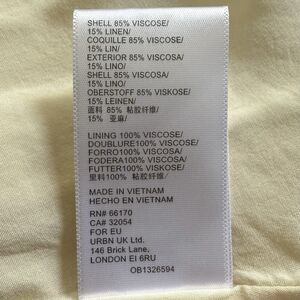 SHELL 85% VISCOSE/
15% LINEN/
COQUILLE 85% VISCOSE/
15% LIN/
EXTERIOR 85% VISCOSA/
15% LINO/
SHELL 85% VISCOSA/
15% LINO/
OBERSTOFF 85% VISKOSE/
15% LEINEN/
面料 85% 粘胶纤维/
15% 亚麻/
LINING 100% VISCOSE/
DOUBLURE100% VISCOSE/
FORRO100% VISCOSA/
FODERA100% VISCOSA/
FUTTER100% VISKOSE/
里料100% 粘胶纤维/
MADE IN VIETNAM
HECHO EN VIETNAM
RN# 66170
CA# 32054
FOR EU
URBN UK Ltd.
146 Brick Lane.
LONDON EI 6RU
OB1326594